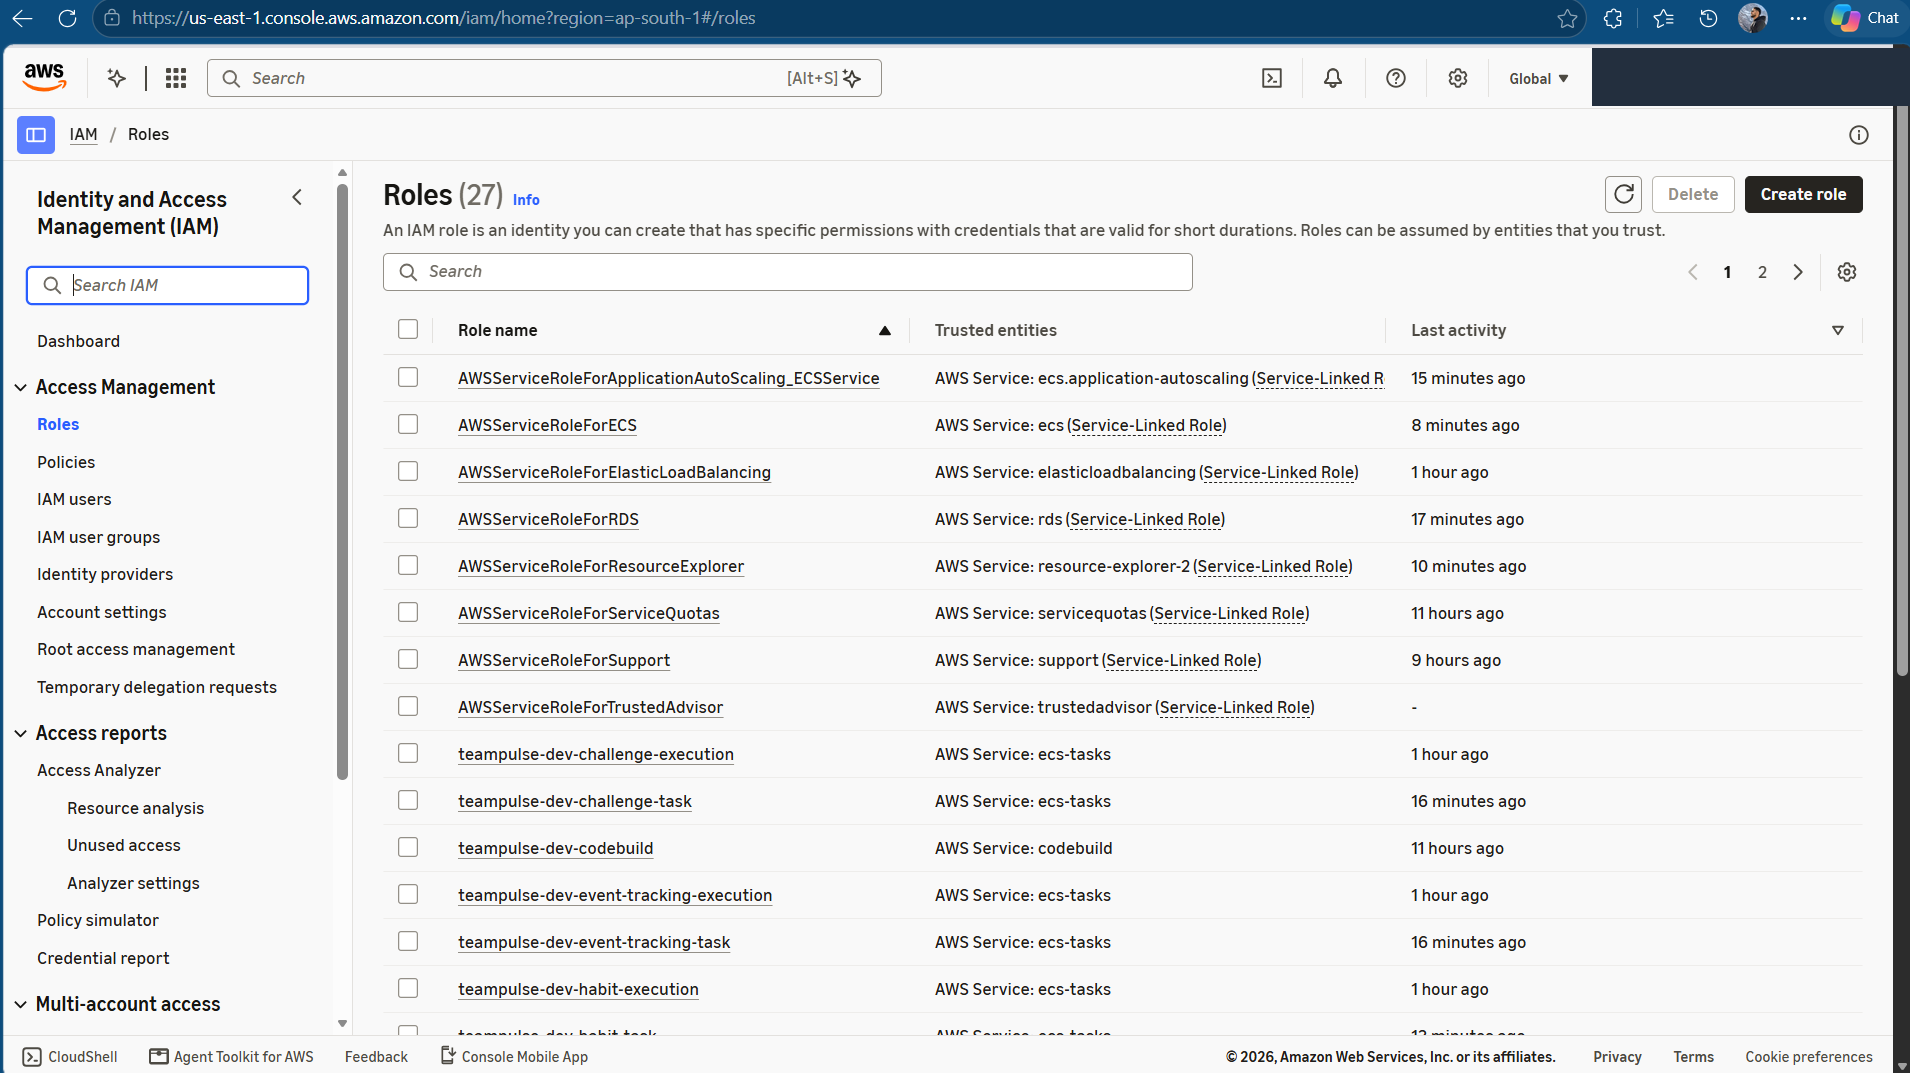 https://us-east-1.console.aws.amazon.com/iam/home?region=ap-south-1#/roles
Chat
aws
Search
[Alt+S]
Global
IAM / Roles
Identity and Access
Management (IAM)
Search IAM
Dashboard
Access Management
Roles
Policies
IAM users
IAM user groups
Identity providers
Account settings
Root access management
Temporary delegation requests
Access reports
Access Analyzer
Resource analysis
Unused access
Analyzer settings
Policy simulator
Credential report
Multi-account access
Roles (27) Info
Delete
Create role
An IAM role is an identity you can create that has specific permissions with credentials that are valid for short durations. Roles can be assumed by entities that you trust.
Search
1 2
Role name Trusted entities Last activity
AWSServiceRoleForApplicationAutoScaling_ECSService AWS Service: ecs.application-autoscaling (Service-Linked R 15 minutes ago
AWSServiceRoleForECS AWS Service: ecs (Service-Linked Role) 8 minutes ago
AWSServiceRoleForElasticLoadBalancing AWS Service: elasticloadbalancing (Service-Linked Role) 1 hour ago
AWSServiceRoleForRDS AWS Service: rds (Service-Linked Role) 17 minutes ago
AWSServiceRoleForResourceExplorer AWS Service: resource-explorer-2 (Service-Linked Role) 10 minutes ago
AWSServiceRoleForServiceQuotas AWS Service: servicequotas (Service-Linked Role) 11 hours ago
AWSServiceRoleForSupport AWS Service: support (Service-Linked Role) 9 hours ago
AWSServiceRoleForTrustedAdvisor AWS Service: trustedadvisor (Service-Linked Role) -
teampulse-dev-challenge-execution AWS Service: ecs-tasks 1 hour ago
teampulse-dev-challenge-task AWS Service: ecs-tasks 16 minutes ago
teampulse-dev-codebuild AWS Service: codebuild 11 hours ago
teampulse-dev-event-tracking-execution AWS Service: ecs-tasks 1 hour ago
teampulse-dev-event-tracking-task AWS Service: ecs-tasks 16 minutes ago
teampulse-dev-habit-execution AWS Service: ecs-tasks 1 hour ago
teampulse-dev-habit-task AWS Service: ecs-tasks
CloudShell Agent Toolkit for AWS Feedback Console Mobile App © 2026, Amazon Web Services, Inc. or its affiliates. Privacy Terms Cookie preferences